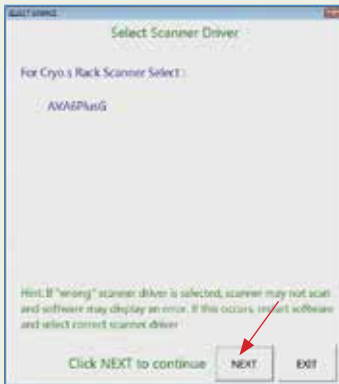 Select Scanner Driver
For Cryo.s Rack Scanner Select :
AVA6PlusG
Hint: If "wrong" scanner driver is selected, scanner may not scan
and software may display an error. If this occurs, restart software
and select correct scanner driver
Click NEXT to continue
NEXT
EXIT